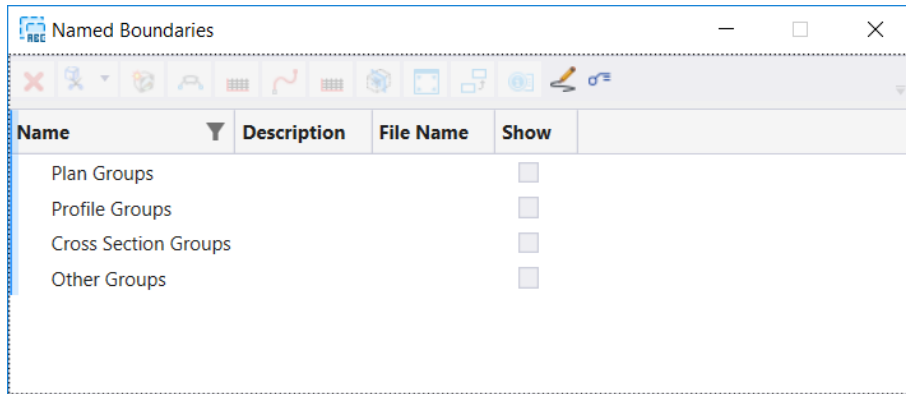 Named Boundaries
Name Description File Name Show
Plan Groups
Profile Groups
Cross Section Groups
Other Groups